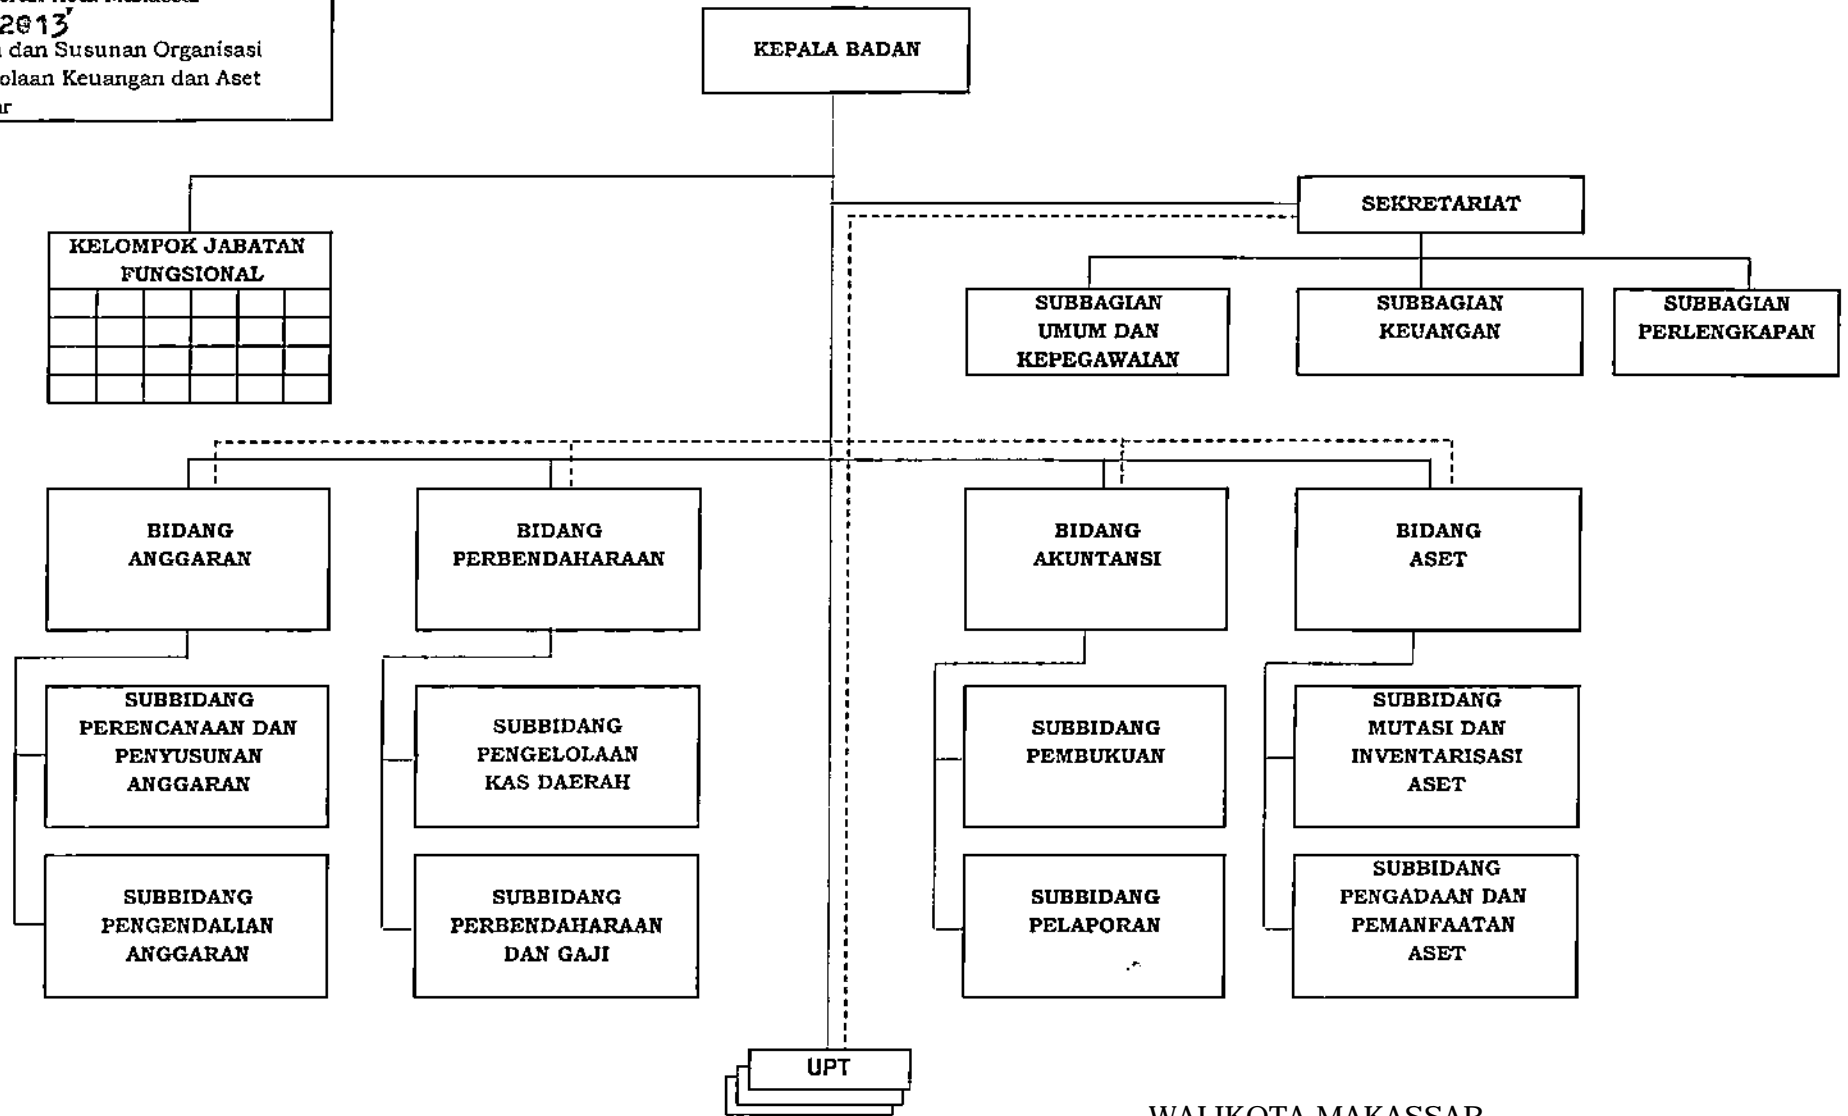 2013
dan Susunan Organisasi
Keuangan dan Aset
KEPALA BADAN
SEKRETARIAT
KELOMPOK JABATAN
FUNGSIONAL
SUBBAGIAN
UMUM DAN
KEPEGAWAIAN
SUBBAGIAN
KEUANGAN
SUBBAGIAN
PERLENGKAPAN
BIDANG
ANGGARAN
BIDANG
PERBENDAHARAAN
BIDANG
AKUNTANSI
BIDANG
ASET
SUBBIDANG
PERENCANAAN DAN
PENYUSUNAN
ANGGARAN
SUBBIDANG
PENGELOLAAN
KAS DAERAH
SUBBIDANG
PEMBUKUAN
SUBBIDANG
MUTASI DAN
INVENTARISASI
ASET
SUBBIDANG
PENGENDALIAN
ANGGARAN
SUBBIDANG
PERBENDAHARAAN
DAN GAJI
SUBBIDANG
PELAPORAN
SUBBIDANG
PENGADAAN DAN
PEMANFAATAN
ASET
UPT
WALIKOTA MAKASSAR